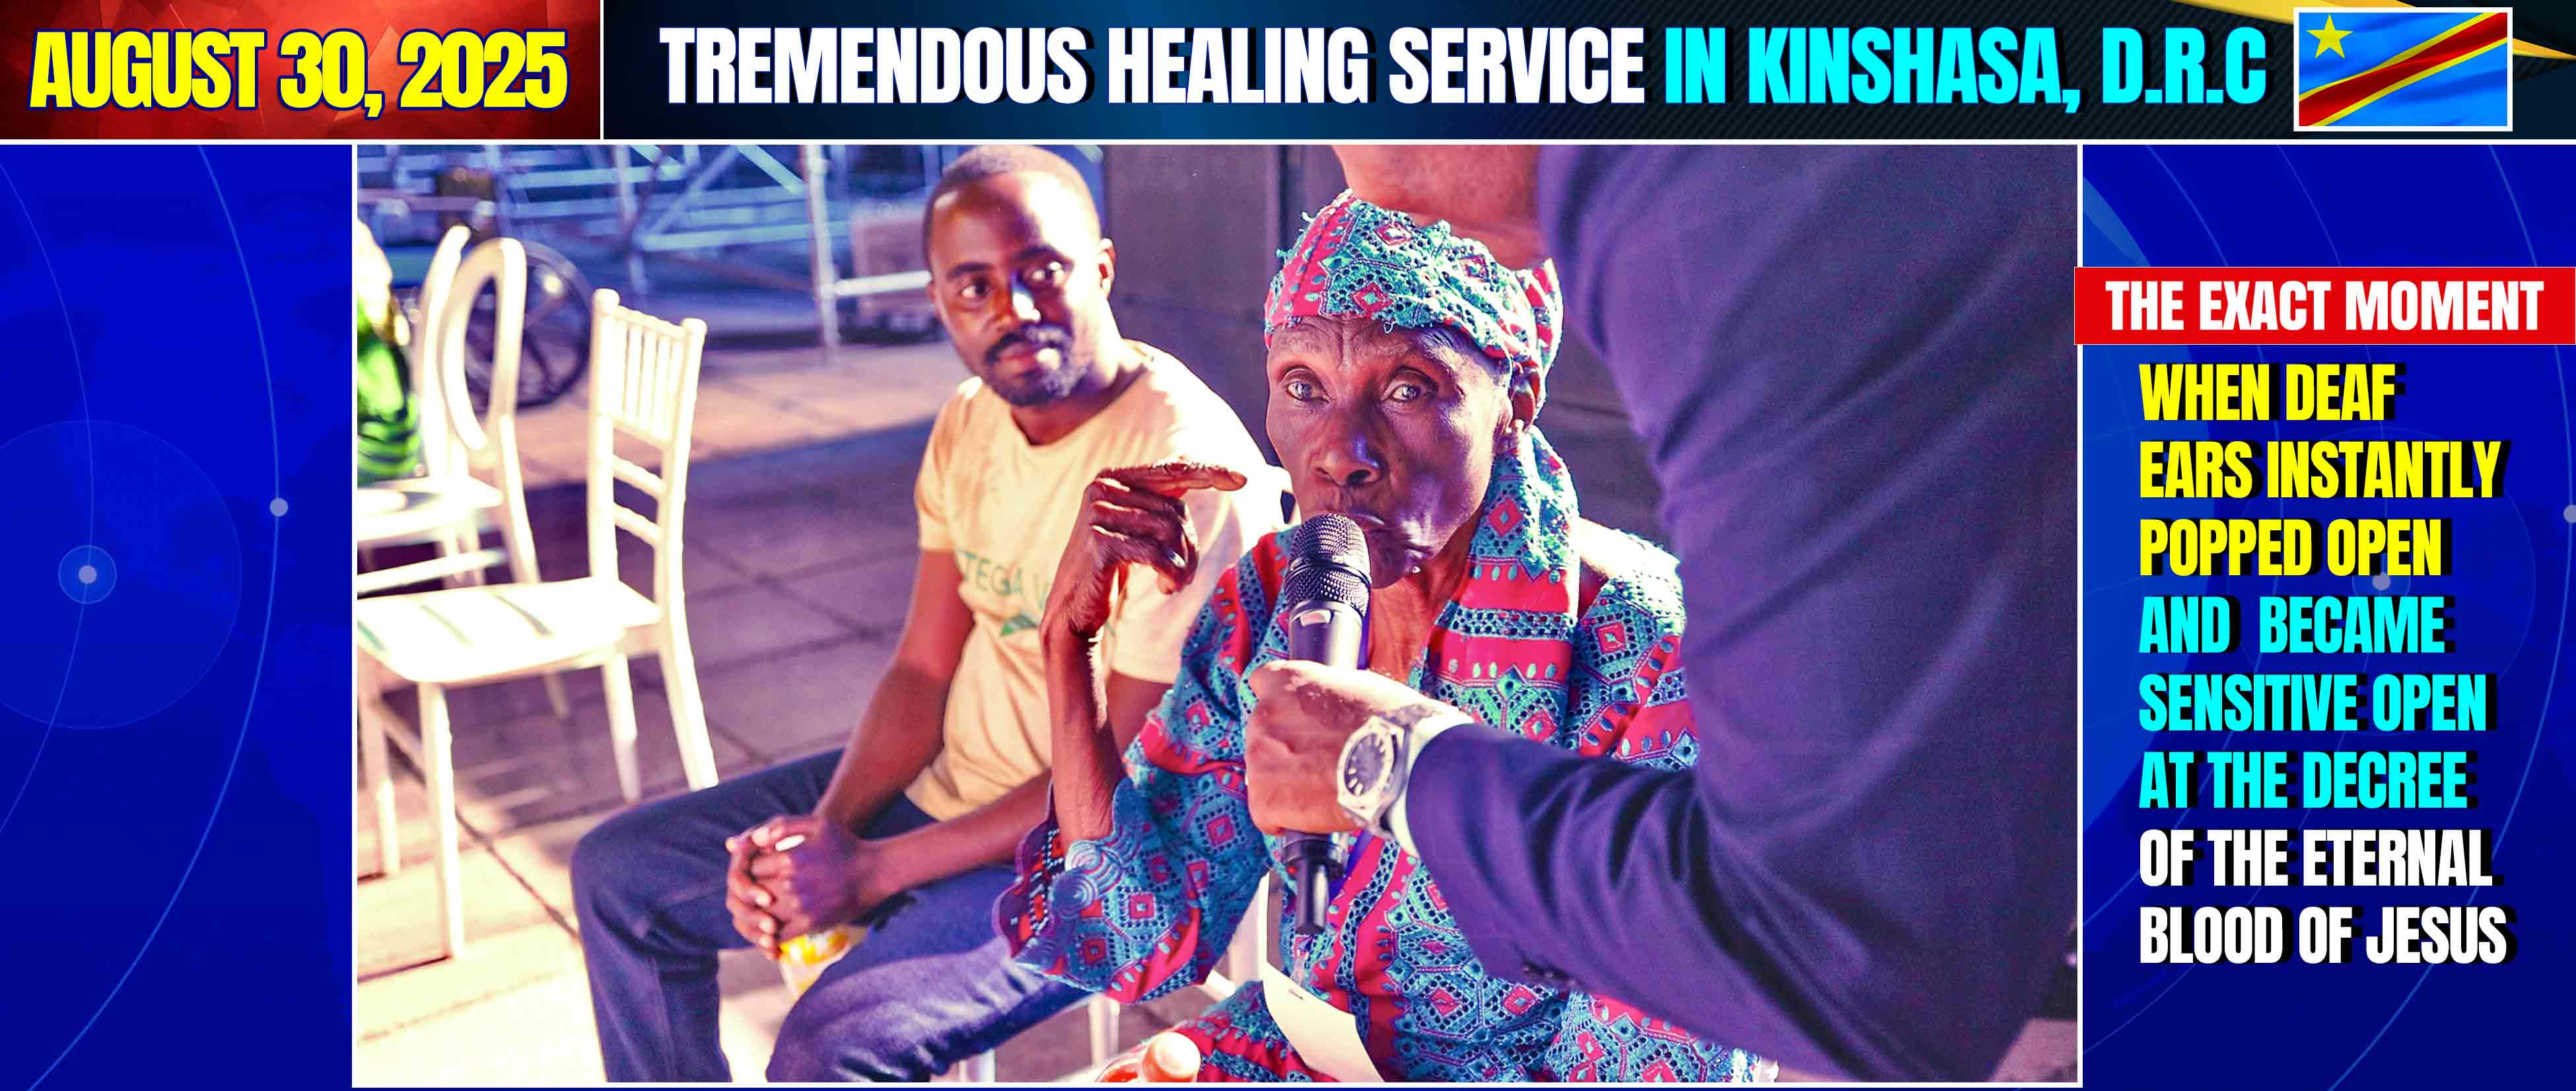 AUGUST 30, 2025
TREMENDOUS HEALING SERVICE IN KINSHASA, D.R.C
THE EXACT MOMENT
WHEN DEAF
EARS INSTANTLY
POPPED OPEN
AND BECAME
SENSITIVE OPEN
AT THE DECREE
OF THE ETERNAL
BLOOD OF JESUS